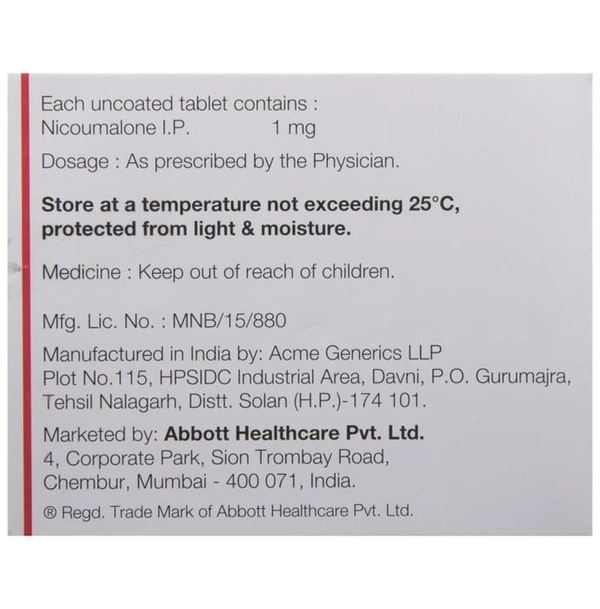 Each uncoated tablet contains :
Nicoumalone I.P. 1 mg
Dosage : As prescribed by the Physician.
Store at a temperature not exceeding 25°C,
protected from light & moisture.
Medicine : Keep out of reach of children.
Mfg. Lic. No. : MNB/15/880
Manufactured in India by: Acme Generics LLP
Plot No.115, HPSIDC Industrial Area, Davni, P.O. Gurumajra,
Tehsil Nalagarh, Distt. Solan (H.P.)-174 101.
Marketed by: Abbott Healthcare Pvt. Ltd.
4, Corporate Park, Sion Trombay Road,
Chembur, Mumbai - 400 071, India.
® Regd. Trade Mark of Abbott Healthcare Pvt. Ltd.